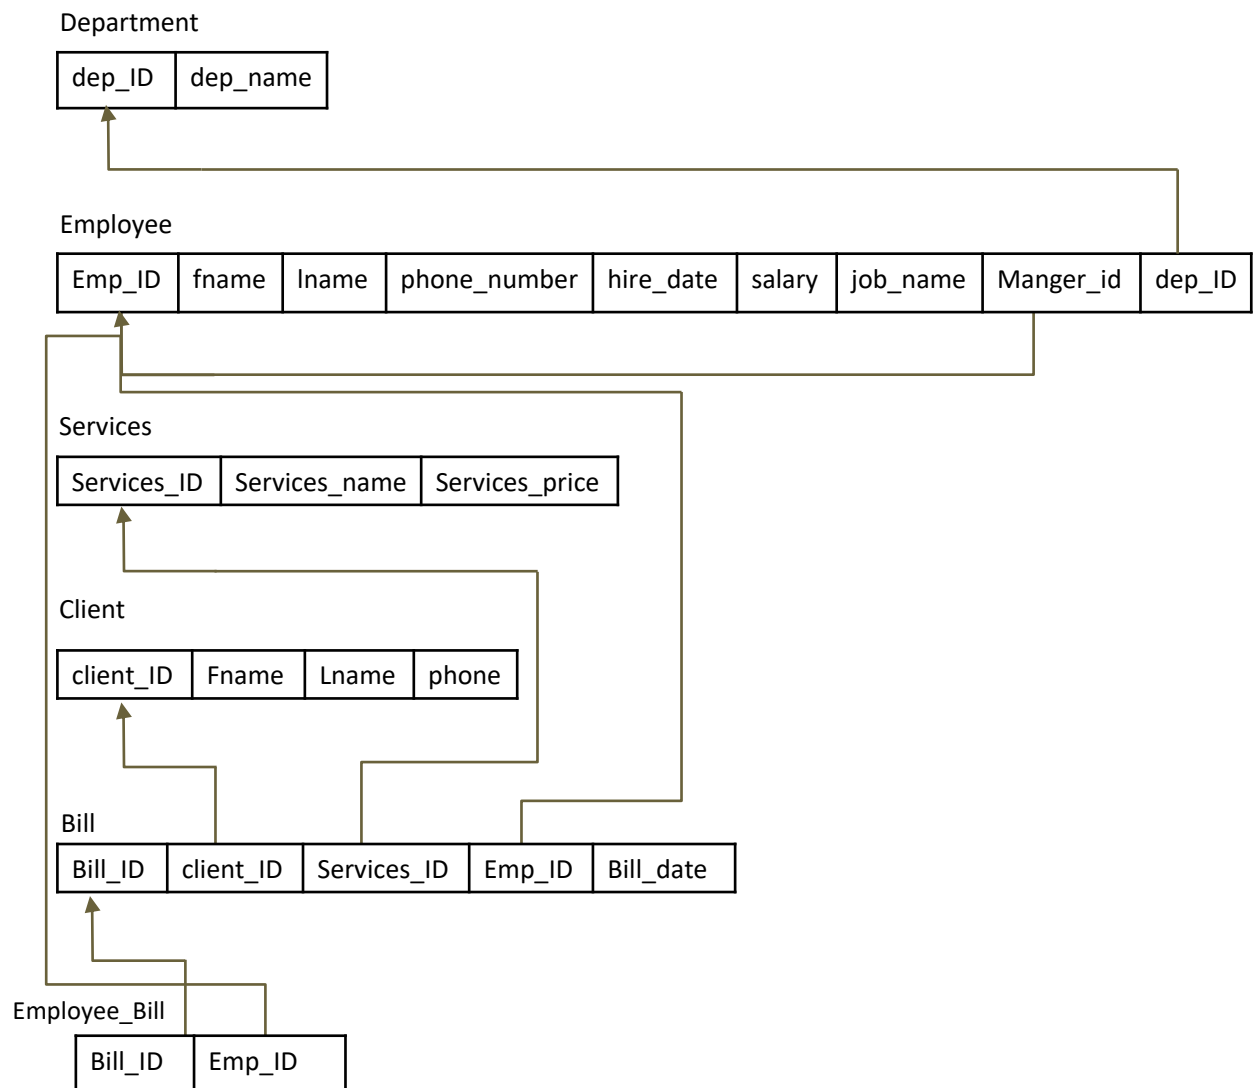 Department
dep_ID dep_name
Employee
Emp_ID fname lname phone_number hire_date salary job_name Manger_id dep_ID
Services
Services_ID Services_name Services_price
Client
client_ID Fname Lname phone
Bill
Bill_ID client_ID Services_ID Emp_ID Bill_date
Employee_Bill
Bill_ID Emp_ID